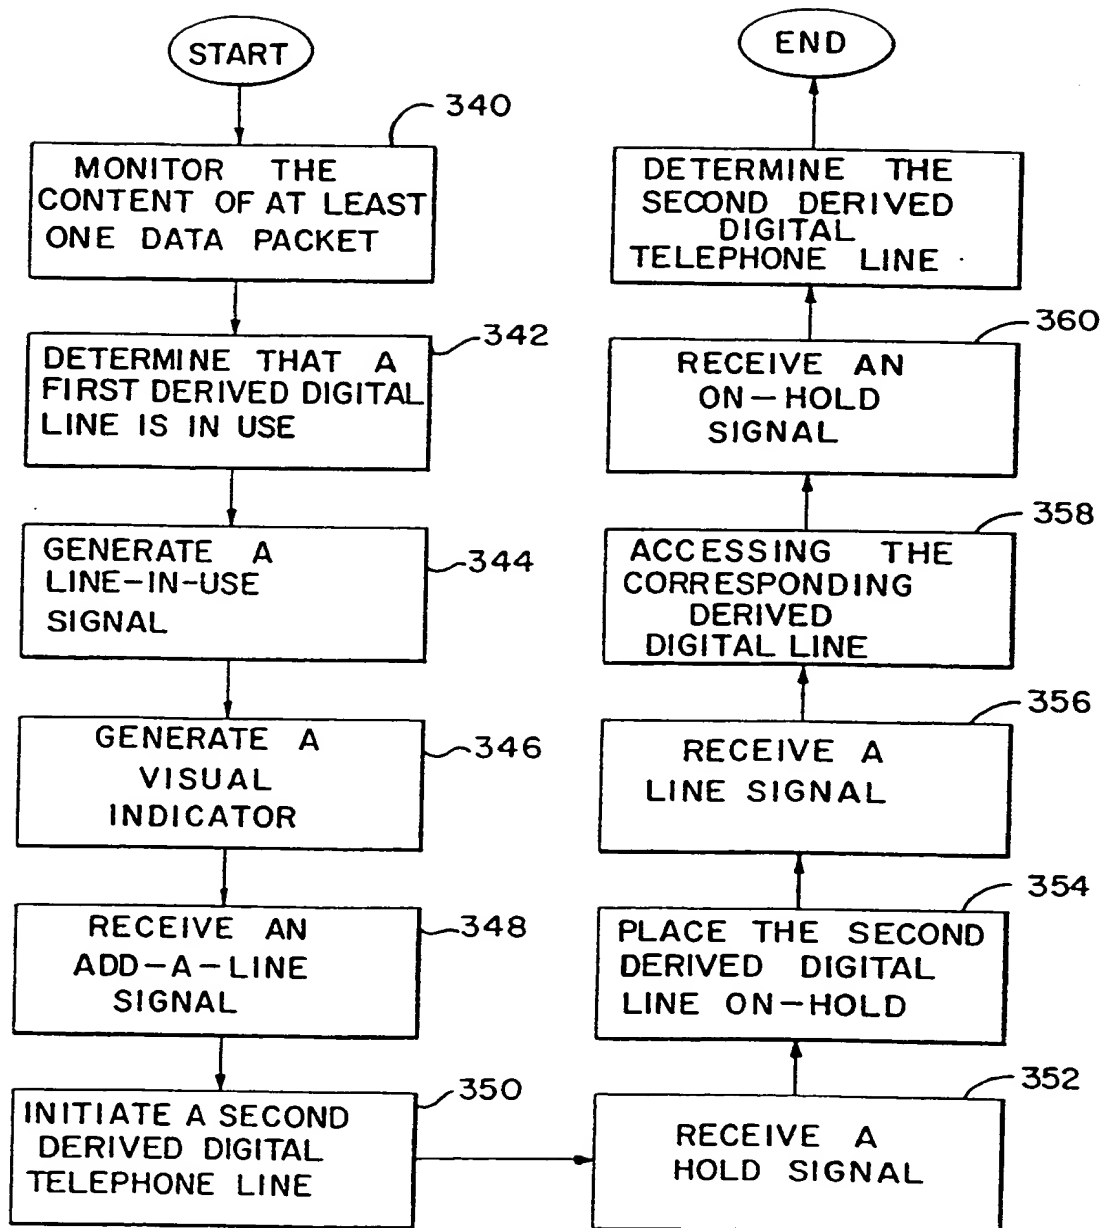 START
340
MONITOR THE
CONTENT OF AT LEAST
ONE DATA PACKET
342
DETERMINE THAT A
FIRST DERIVED DIGITAL
LINE IS IN USE
GENERATE A
LINE-IN-USE
SIGNAL
344
GENERATE A
VISUAL
INDICATOR
346
RECEIVE AN
ADD-A-LINE
SIGNAL
348
350
INITIATE A SECOND
DERIVED DIGITAL
TELEPHONE LINE
352
RECEIVE A
HOLD SIGNAL
354
PLACE THE SECOND
DERIVED DIGITAL
LINE ON-HOLD
356
RECEIVE A
LINE SIGNAL
358
ACCESSING THE
CORRESPONDING
DERIVED
DIGITAL LINE
360
RECEIVE AN
ON-HOLD
SIGNAL
DETERMINE THE
SECOND DERIVED
DIGITAL
TELEPHONE LINE
END